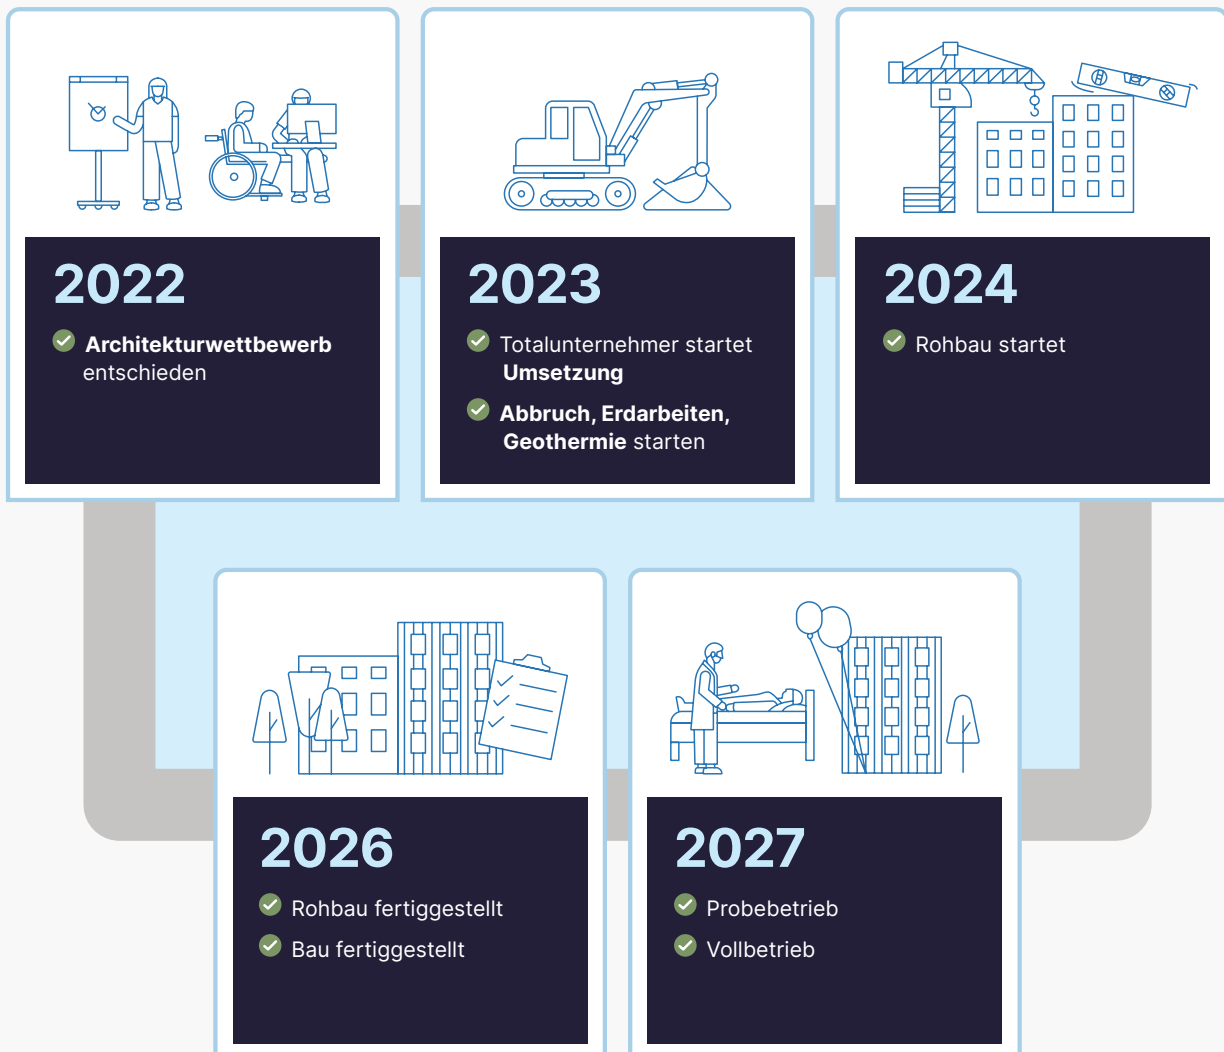 2022
Architekturwettbewerb
entschieden
2023
Totalunternehmer startet
Umsetzung
Abbruch, Erdarbeiten,
Geothermie starten
2024
Rohbau startet
2026
Rohbau fertiggestellt
Bau fertiggestellt
2027
Probebetrieb
Vollbetrieb